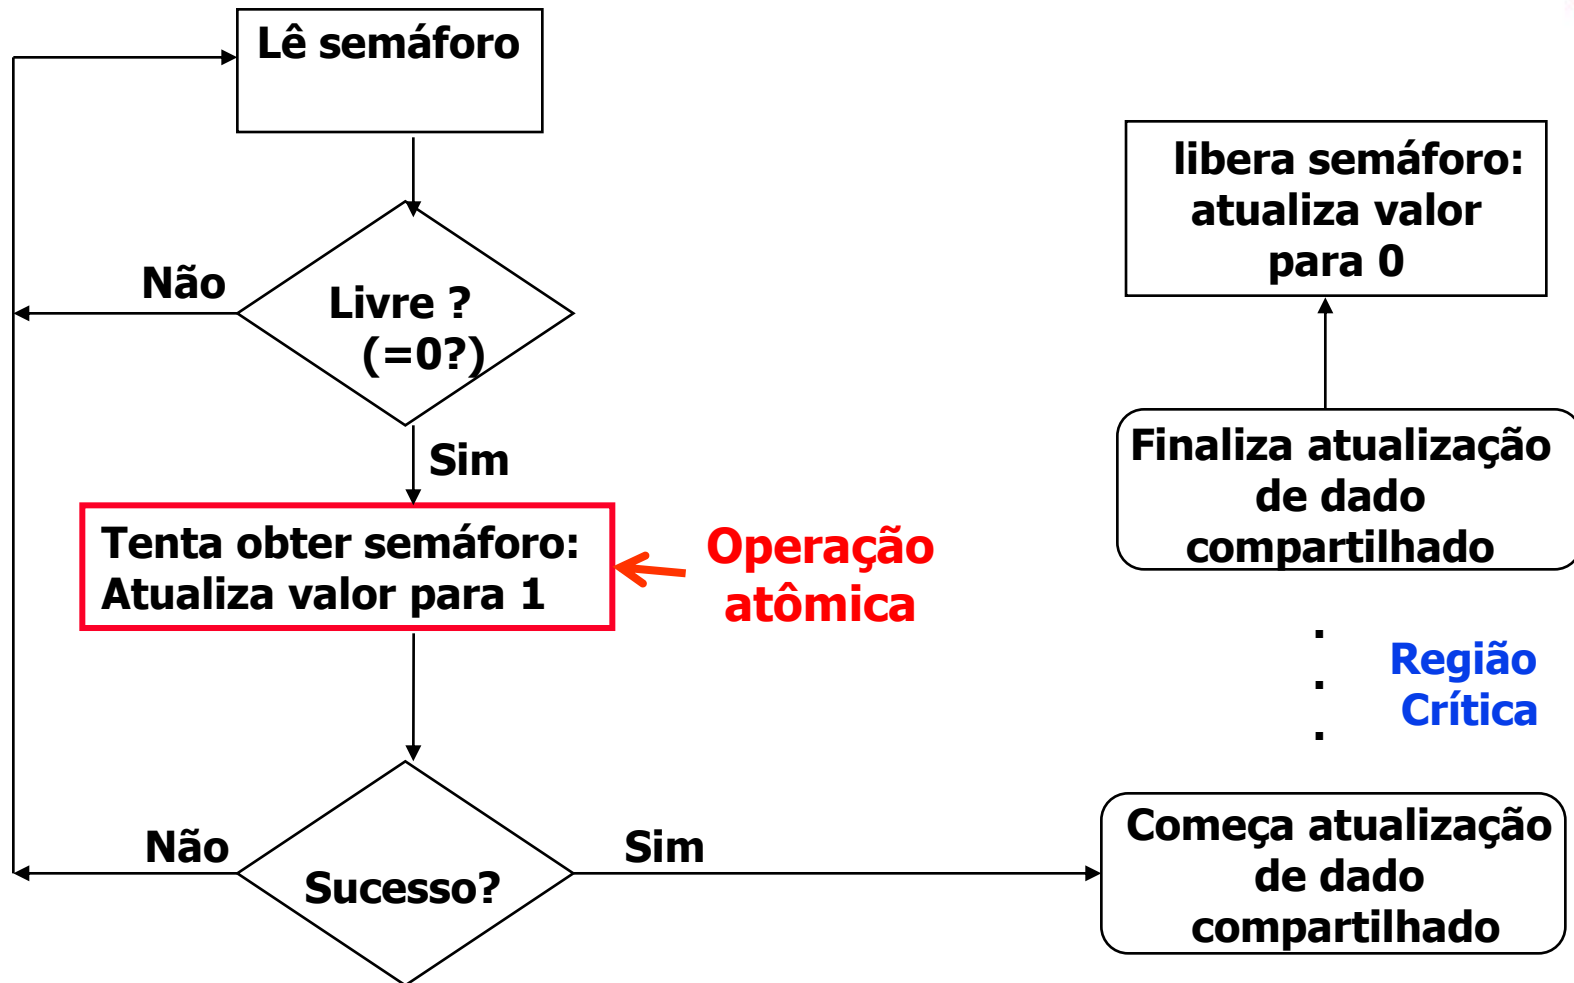 Lê semáforo
Não
Livre ?
(=0?)
Sim
Tenta obter semáforo:
Atualiza valor para 1
Operação
atômica
Não
Sucesso?
Sim
Começa atualização
de dado
compartilhado
.
.
.
Região
Crítica
Finaliza atualização
de dado
compartilhado
libera semáforo:
atualiza valor
para 0